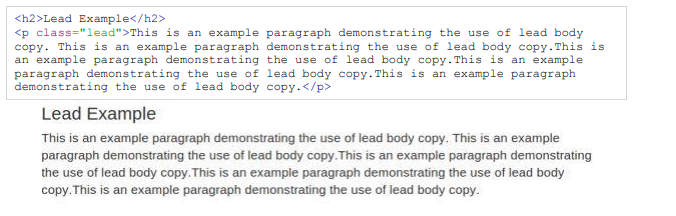 <h2>Lead Example</h2>
<p class="lead">This is an example paragraph demonstrating the use of lead body
copy. This is an example paragraph demonstrating the use of lead body copy.This is
an example paragraph demonstrating the use of lead body copy.This is an example
paragraph demonstrating the use of lead body copy.This is an example paragraph
demonstrating the use of lead body copy.</p>
Lead Example
This is an example paragraph demonstrating the use of lead body copy. This is an example
paragraph demonstrating the use of lead body copy.This is an example paragraph demonstrating
the use of lead body copy.This is an example paragraph demonstrating the use of lead body
copy.This is an example paragraph demonstrating the use of lead body copy.